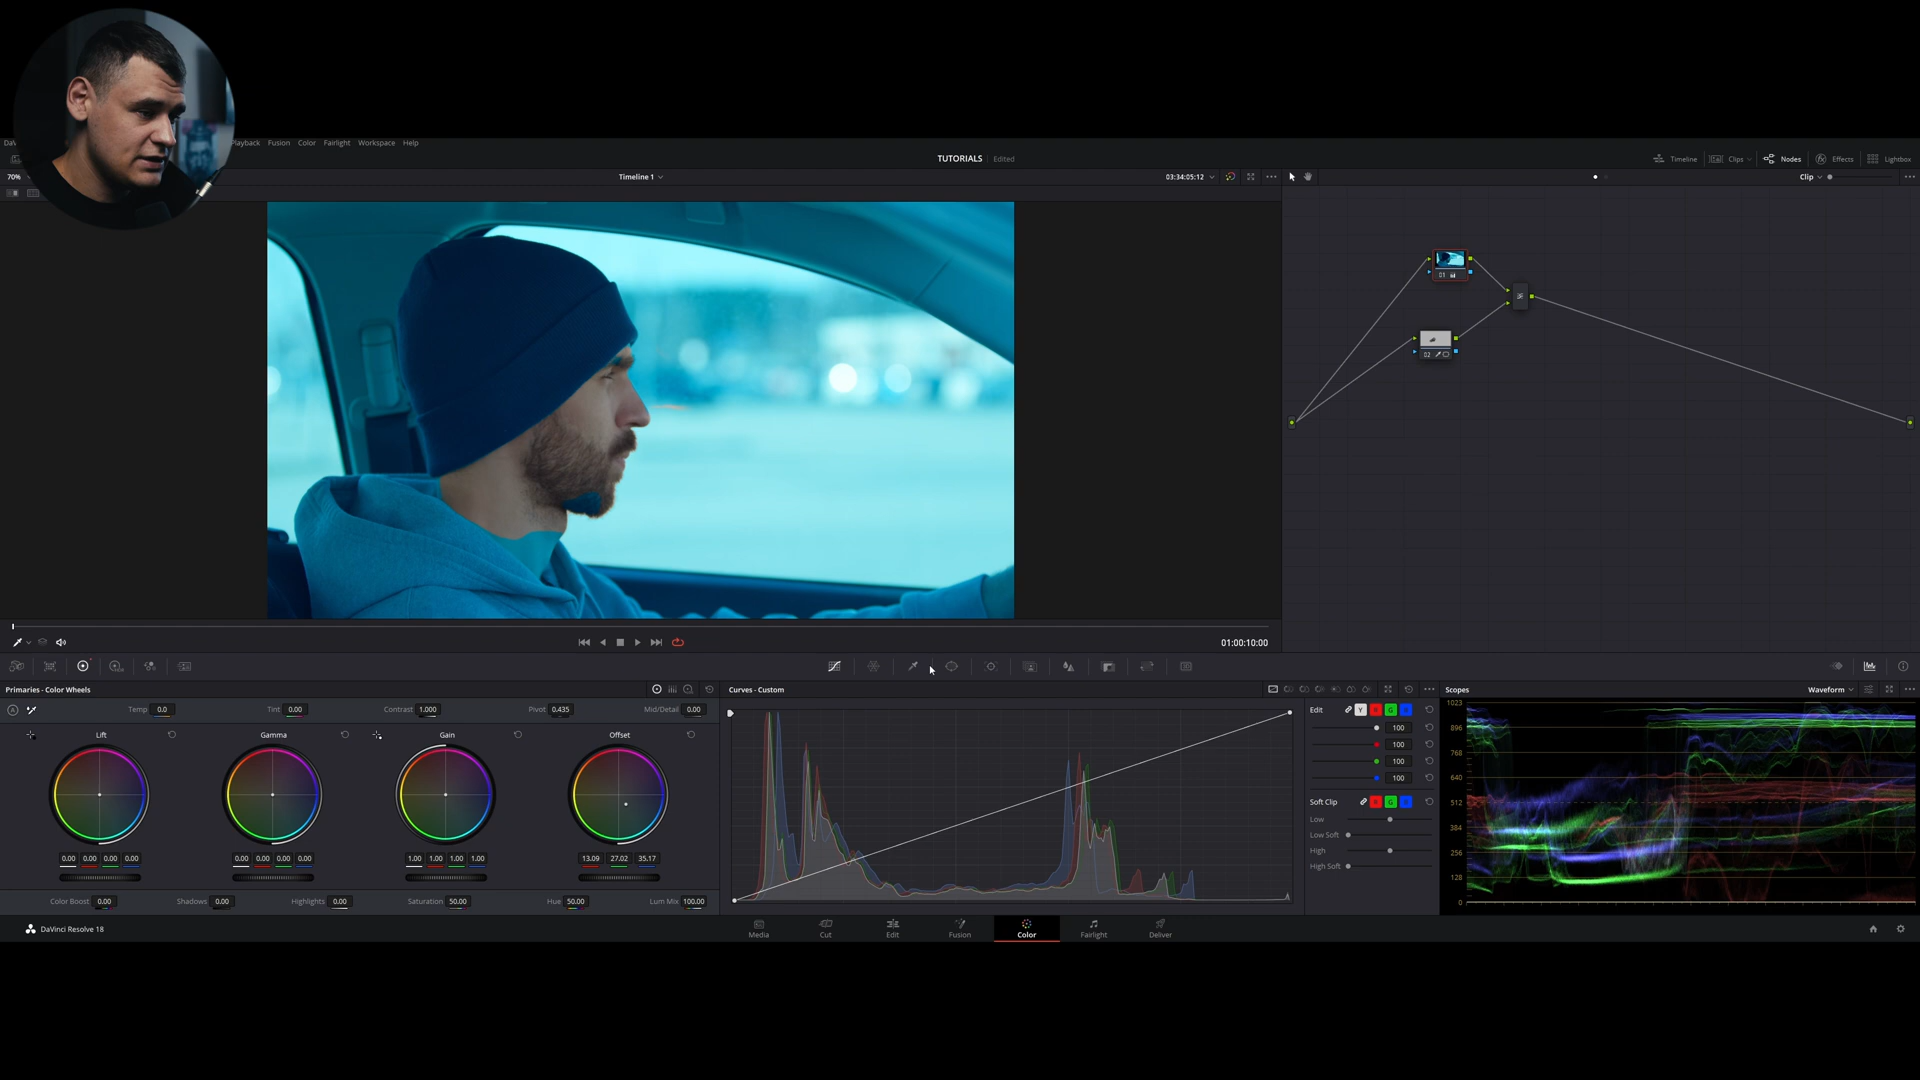 DaV
Playback
Fusion
Color
Fairlight
Workspace
Help
TUTORIALS
Edited
Timeline
Clips
Nodes
Effects
Lightbox
70%
Timeline 1
03:34:05:12
Clip
01
02
01:00:10:00
Primaries - Color Wheels
Curves - Custom
Scopes
Waveform
Temp 0.0
Tint 0.00
Contrast 1.000
Pivot 0.435
Mid/Detail 0.00
Lift
Gamma
Gain
Offset
0.00 0.00 0.00 0.00
0.00 0.00 0.00 0.00
1.00 1.00 1.00 1.00
13.09 27.02 35.17
Color Boost 0.00
Shadows 0.00
Highlights 0.00
Saturation 50.00
Hue 50.00
Lum Mix 100.00
Edit
Y
R
G
100
100
100
100
Soft Clip
R
G
Low
Low Soft
High
High Soft
1023
896
768
640
512
384
256
128
0
DaVinci Resolve 18
Media
Cut
Edit
Fusion
Color
Fairlight
Deliver